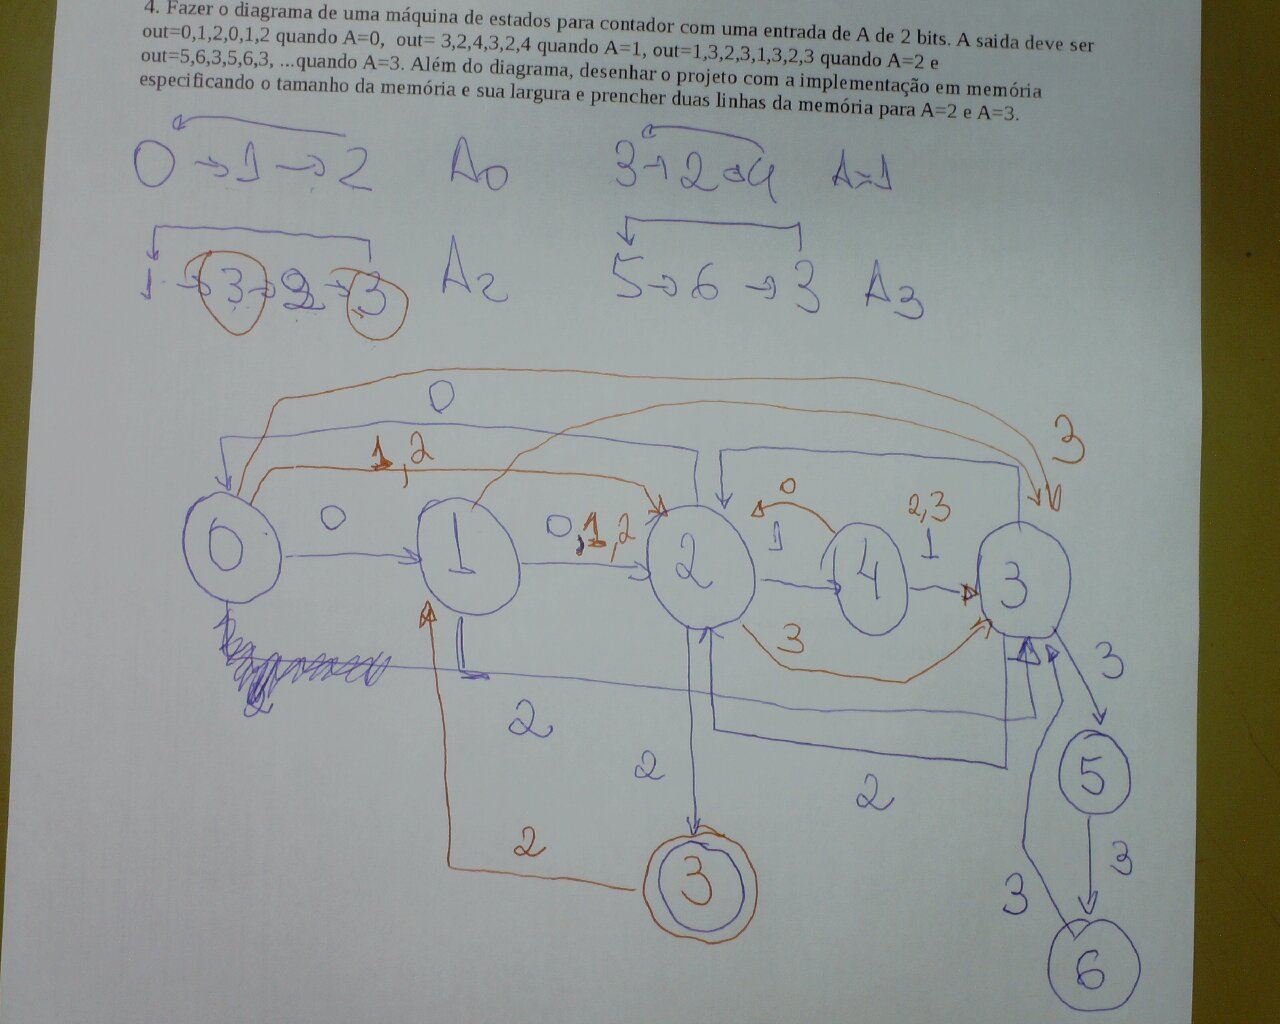 4. Fazer o diagrama de uma máquina de estados para contador com uma entrada de A de 2 bits. A saida deve ser
out=0,1,2,0,1,2 quando A=0, out= 3,2,4,3,2,4 quando A=1, out=1,3,2,3,1,3,2,3 quando A=2 e
out=5,6,3,5,6,3, ...quando A=3. Além do diagrama, desenhar o projeto com a implementação em memória
especificando o tamanho da memória e sua largura e prencher duas linhas da memória para A=2 e A=3.
0 → 1 → 2 A0 3 → 2 → 4 A=1
1 → 3 → 2 → 3 A2 5 → 6 → 3 A3
0
3
1,2
0 0,1,2 0 2,3
1 1
0 1 2 4 3
3 3
2
2 2 5
2 3 3
3
6